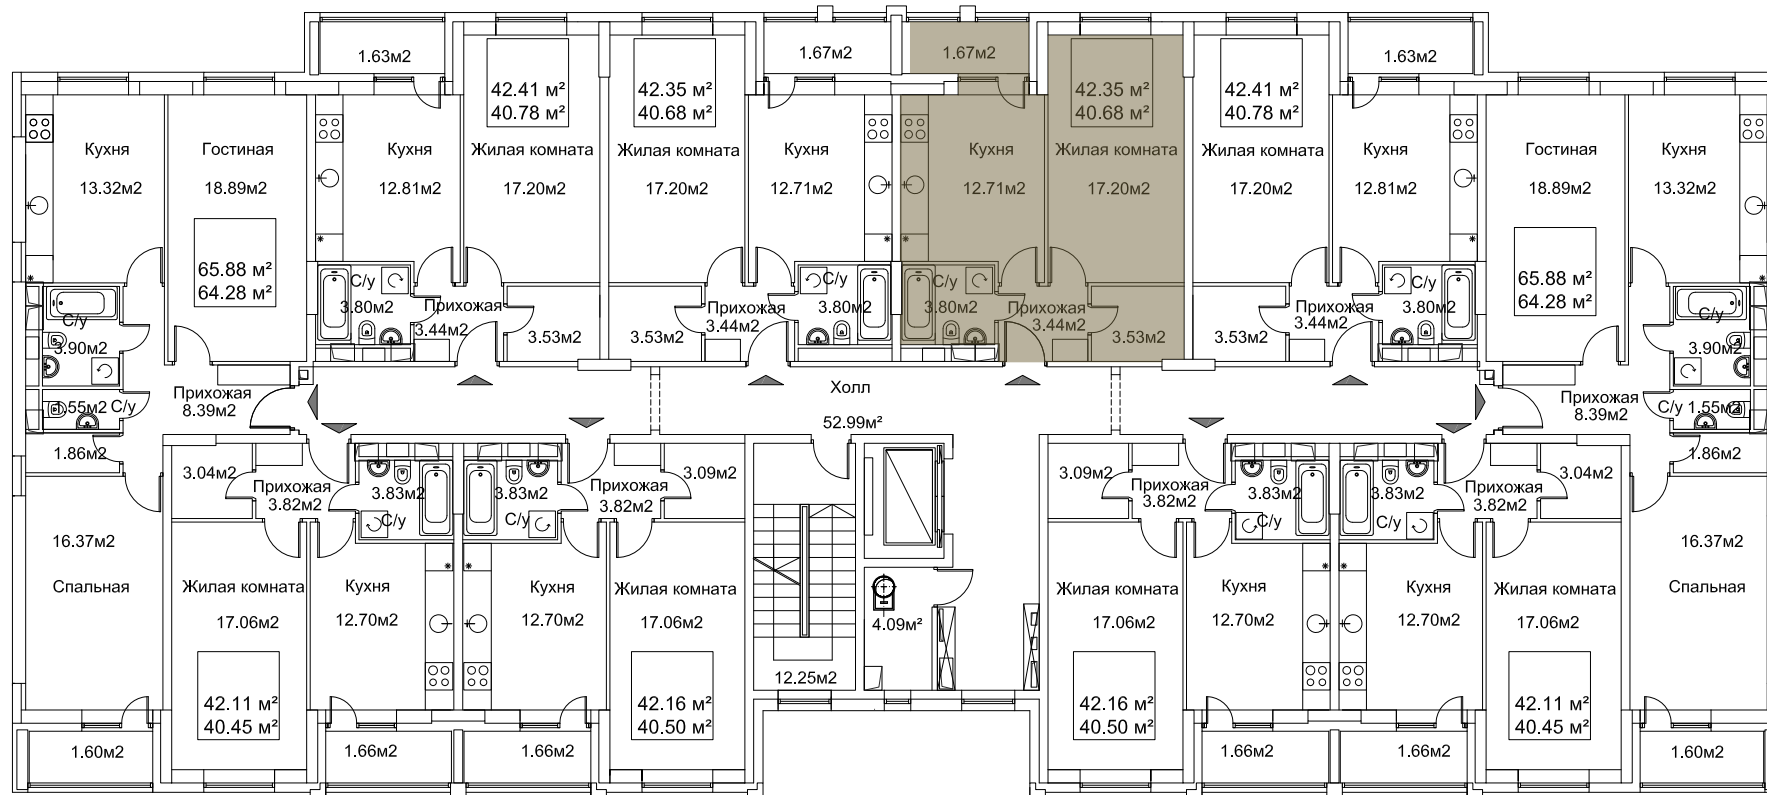 1.63м2
1.67м2
1.67м2
1.63м2
42.41 м²
40.78 м²
42.35 м²
40.68 м²
42.35 м²
40.68 м²
42.41 м²
40.78 м²
Кухня
13.32м2
Гостиная
18.89м2
Кухня
12.81м2
Жилая комната
17.20м2
Жилая комната
17.20м2
Кухня
12.71м2
Кухня
12.71м2
Жилая комната
17.20м2
Жилая комната
17.20м2
Кухня
12.81м2
Гостиная
18.89м2
Кухня
13.32м2
65.88 м²
64.28 м²
65.88 м²
64.28 м²
С/у
3.90м2
С/у
3.80м2
Прихожая
3.44м2
3.53м2
3.53м2
Прихожая
3.44м2
С/у
3.80м2
С/у
3.80м2
Прихожая
3.44м2
3.53м2
3.53м2
Прихожая
3.44м2
С/у
3.80м2
С/у
3.90м2
1.55м2
С/у
Прихожая
8.39м2
Холл
52.99м²
Прихожая
8.39м2
С/у
1.55м2
1.86м2
3.04м2
Прихожая
3.82м2
3.83м2
С/у
3.83м2
С/у
Прихожая
3.82м2
3.09м2
3.09м2
Прихожая
3.82м2
3.83м2
С/у
3.83м2
С/у
Прихожая
3.82м2
3.04м2
1.86м2
16.37м2
Спальная
Жилая комната
17.06м2
Кухня
12.70м2
Кухня
12.70м2
Жилая комната
17.06м2
12.25м2
4.09м²
Жилая комната
17.06м2
Кухня
12.70м2
Кухня
12.70м2
Жилая комната
17.06м2
16.37м2
Спальная
42.11 м²
40.45 м²
42.16 м²
40.50 м²
42.16 м²
40.50 м²
42.11 м²
40.45 м²
1.60м2
1.66м2
1.66м2
1.66м2
1.66м2
1.60м2